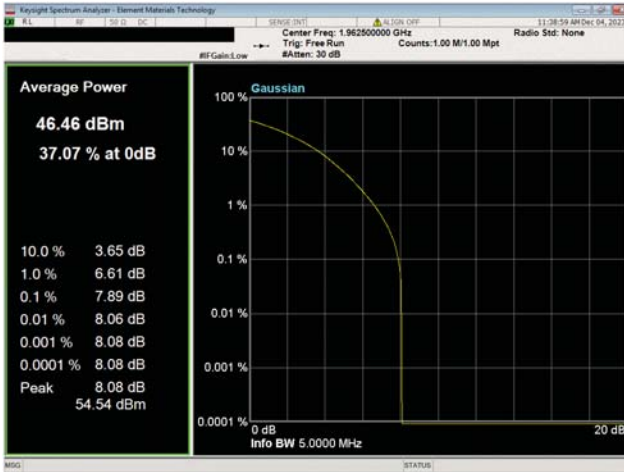 Keysight Spectrum Analyzer - Element Materials Technology
RL RF 50 Ω DC SENSE:INT ALIGN OFF 11:38:59 AM Dec 04, 2023
Center Freq: 1.962500000 GHz Radio Std: None
Trig: Free Run Counts:1.00 M/1.00 Mpt
#IFGain:Low #Atten: 30 dB
Average Power
46.46 dBm
37.07 % at 0dB
10.0 % 3.65 dB
1.0 % 6.61 dB
0.1 % 7.89 dB
0.01 % 8.06 dB
0.001 % 8.08 dB
0.0001 % 8.08 dB
Peak 8.08 dB
54.54 dBm
Gaussian
100 %
10 %
1 %
0.1 %
0.01 %
0.001 %
0.0001 %
0 dB 20 dB
Info BW 5.0000 MHz
MSG STATUS